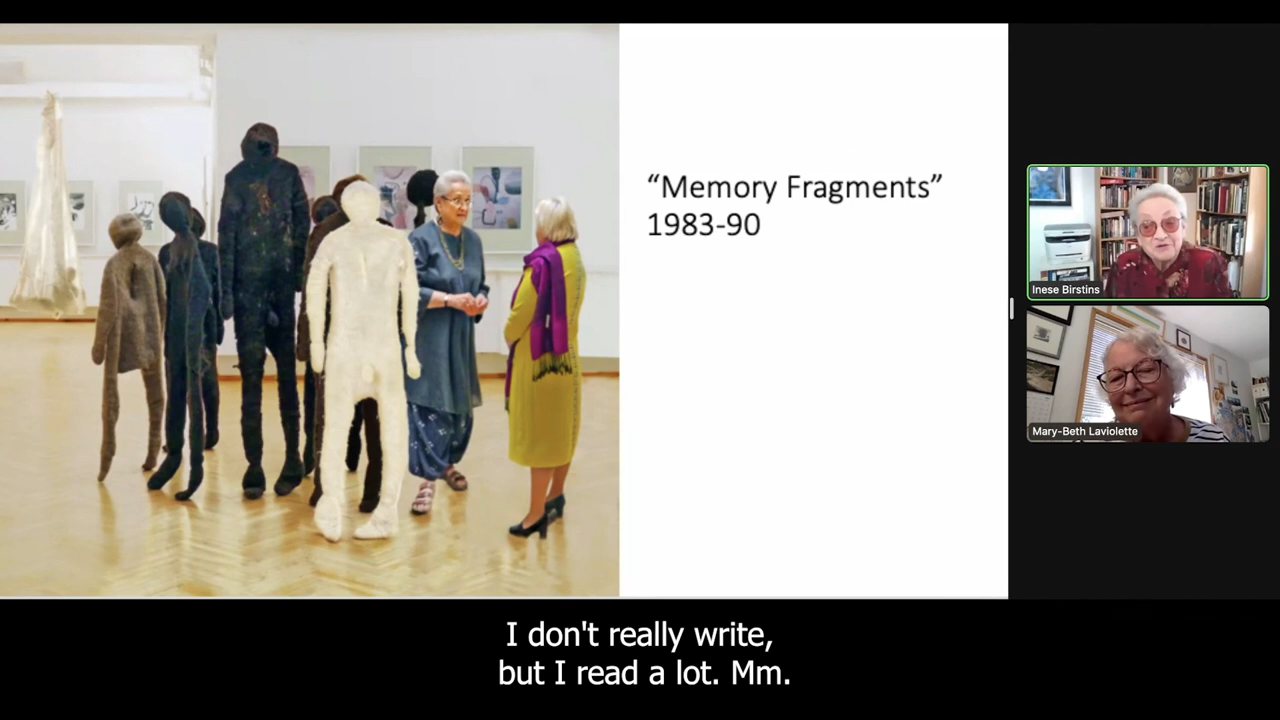 “Memory Fragments”
1983-90
Inese Birstins
Mary-Beth Laviolette
I don't really write,
but I read a lot. Mm.